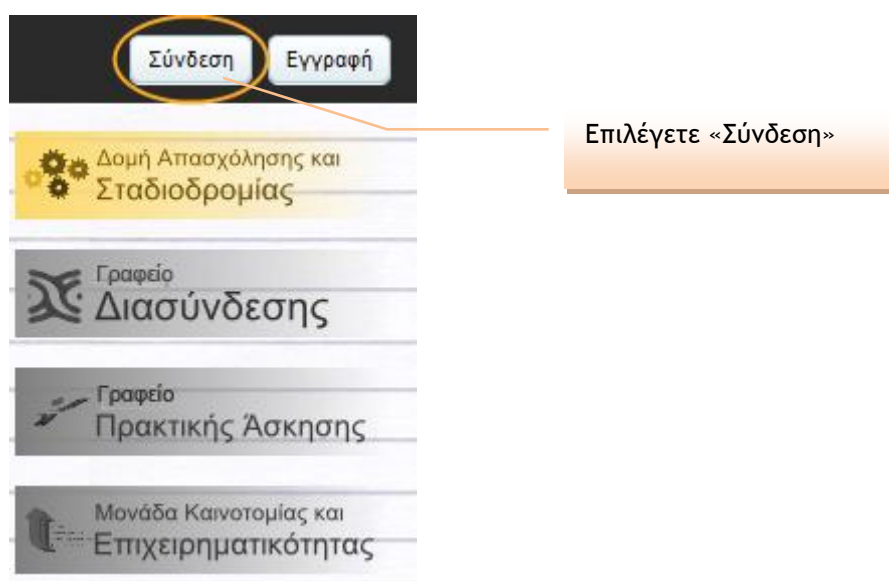 Σύνδεση Εγγραφή
Επιλέγετε «Σύνδεση»
Δομή Απασχόλησης και
Σταδιοδρομίας
Γραφείο
Διασύνδεσης
Γραφείο
Πρακτικής Άσκησης
Μονάδα Καινοτομίας και
Επιχειρηματικότητας